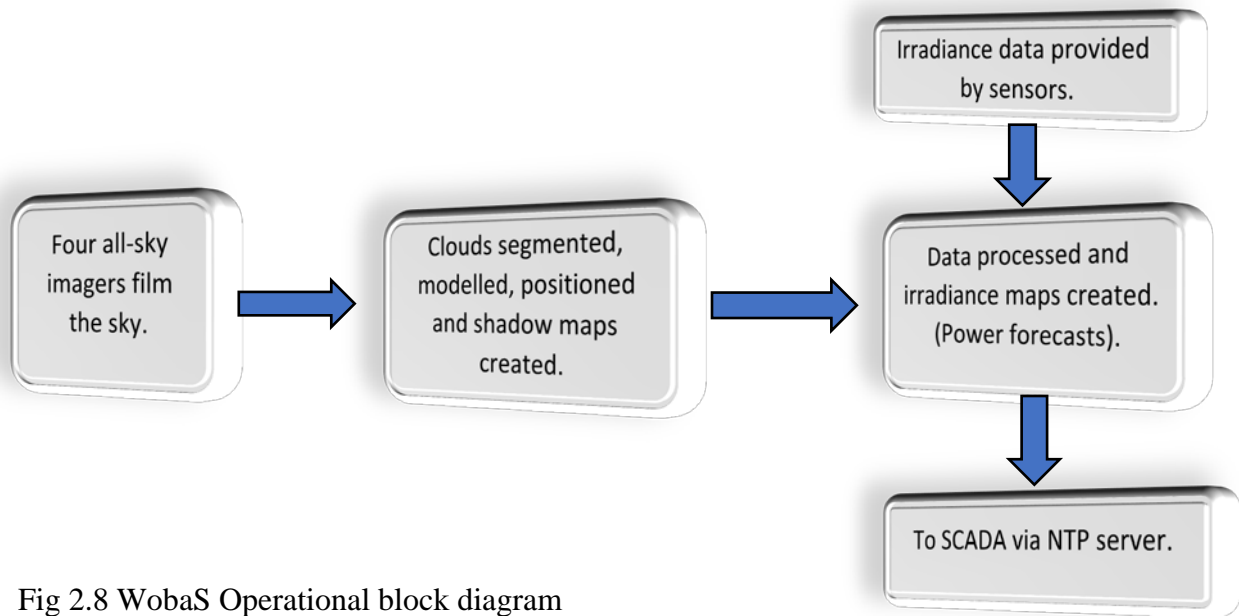 Irradiance data provided
by sensors.
Four all-sky
imagers film
the sky.
Clouds segmented,
modelled, positioned
and shadow maps
created.
Data processed and
irradiance maps created.
(Power forecasts).
To SCADA via NTP server.
Fig 2.8 WobaS Operational block diagram